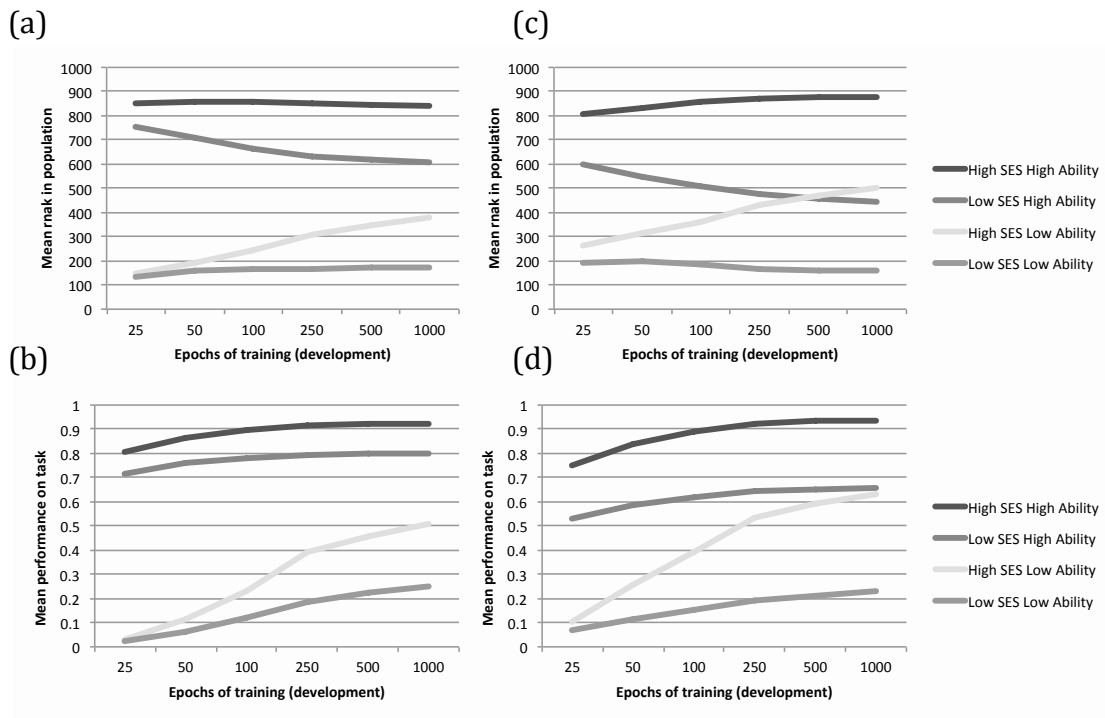 (a)
Mean rnak in population
1000
900
800
700
600
500
400
300
200
100
0
25 50 100 250 500 1000
Epochs of training (development)
(c)
Mean rnak in population
1000
900
800
700
600
500
400
300
200
100
0
25 50 100 250 500 1000
Epochs of training (development)
High SES High Ability
Low SES High Ability
High SES Low Ability
Low SES Low Ability
(b)
Mean performance on task
1
0.9
0.8
0.7
0.6
0.5
0.4
0.3
0.2
0.1
0
25 50 100 250 500 1000
Epochs of training (development)
(d)
Mean performance on task
1
0.9
0.8
0.7
0.6
0.5
0.4
0.3
0.2
0.1
0
25 50 100 250 500 1000
Epochs of training (development)
High SES High Ability
Low SES High Ability
High SES Low Ability
Low SES Low Ability